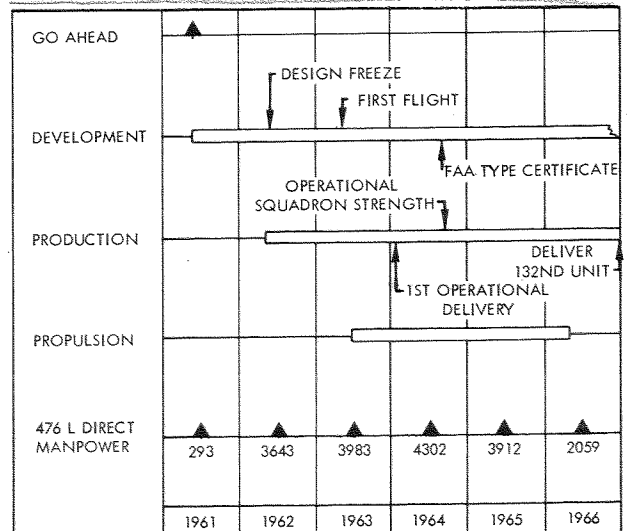 GO AHEAD
DESIGN FREEZE
FIRST FLIGHT
DEVELOPMENT
FAA TYPE CERTIFICATE
OPERATIONAL
SQUADRON STRENGTH
PRODUCTION
DELIVER
132ND UNIT
1ST OPERATIONAL
DELIVERY
PROPULSION
476 L DIRECT
MANPOWER
293 3643 3983 4302 3912 2059
1961 1962 1963 1964 1965 1966